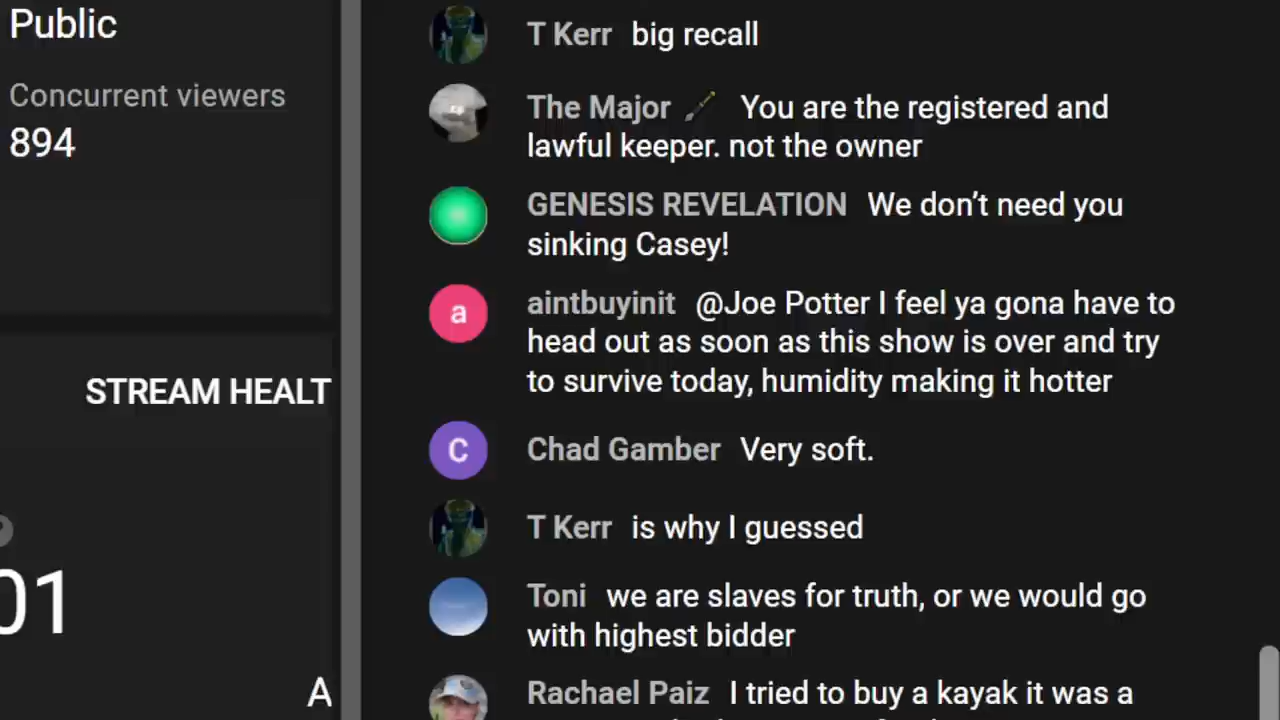 Public
Concurrent viewers
894
STREAM HEALT
01
A
T Kerr big recall
The Major You are the registered and
lawful keeper. not the owner
GENESIS REVELATION We don't need you
sinking Casey!
a
aintbuyinit @Joe Potter I feel ya gona have to
head out as soon as this show is over and try
to survive today, humidity making it hotter
C
Chad Gamber Very soft.
T Kerr is why I guessed
Toni we are slaves for truth, or we would go
with highest bidder
Rachael Paiz I tried to buy a kayak it was a